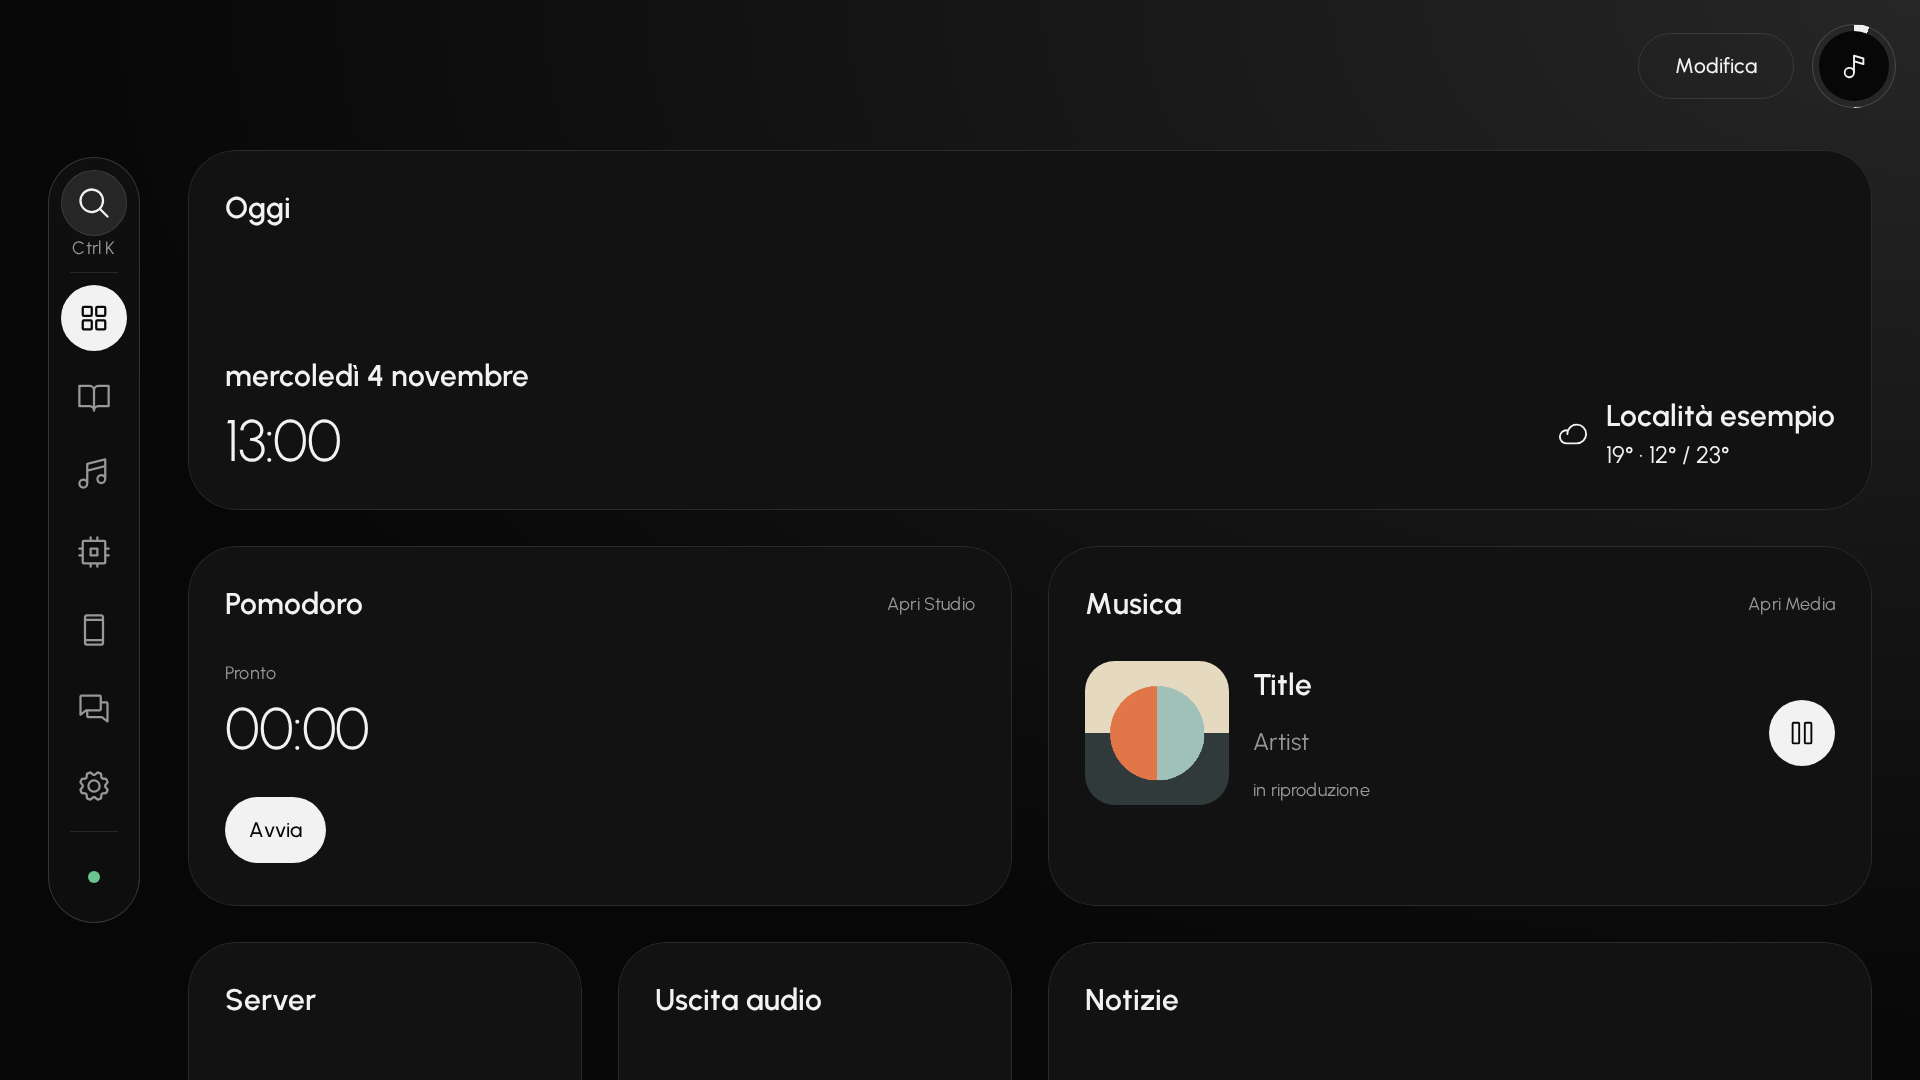 Modifica
Ctrl K
Oggi
mercoledì 4 novembre
13:00
Località esempio
19° · 12° / 23°
Pomodoro
Apri Studio
Pronto
00:00
Avvia
Musica
Apri Media
Title
Artist
in riproduzione
Server
Uscita audio
Notizie